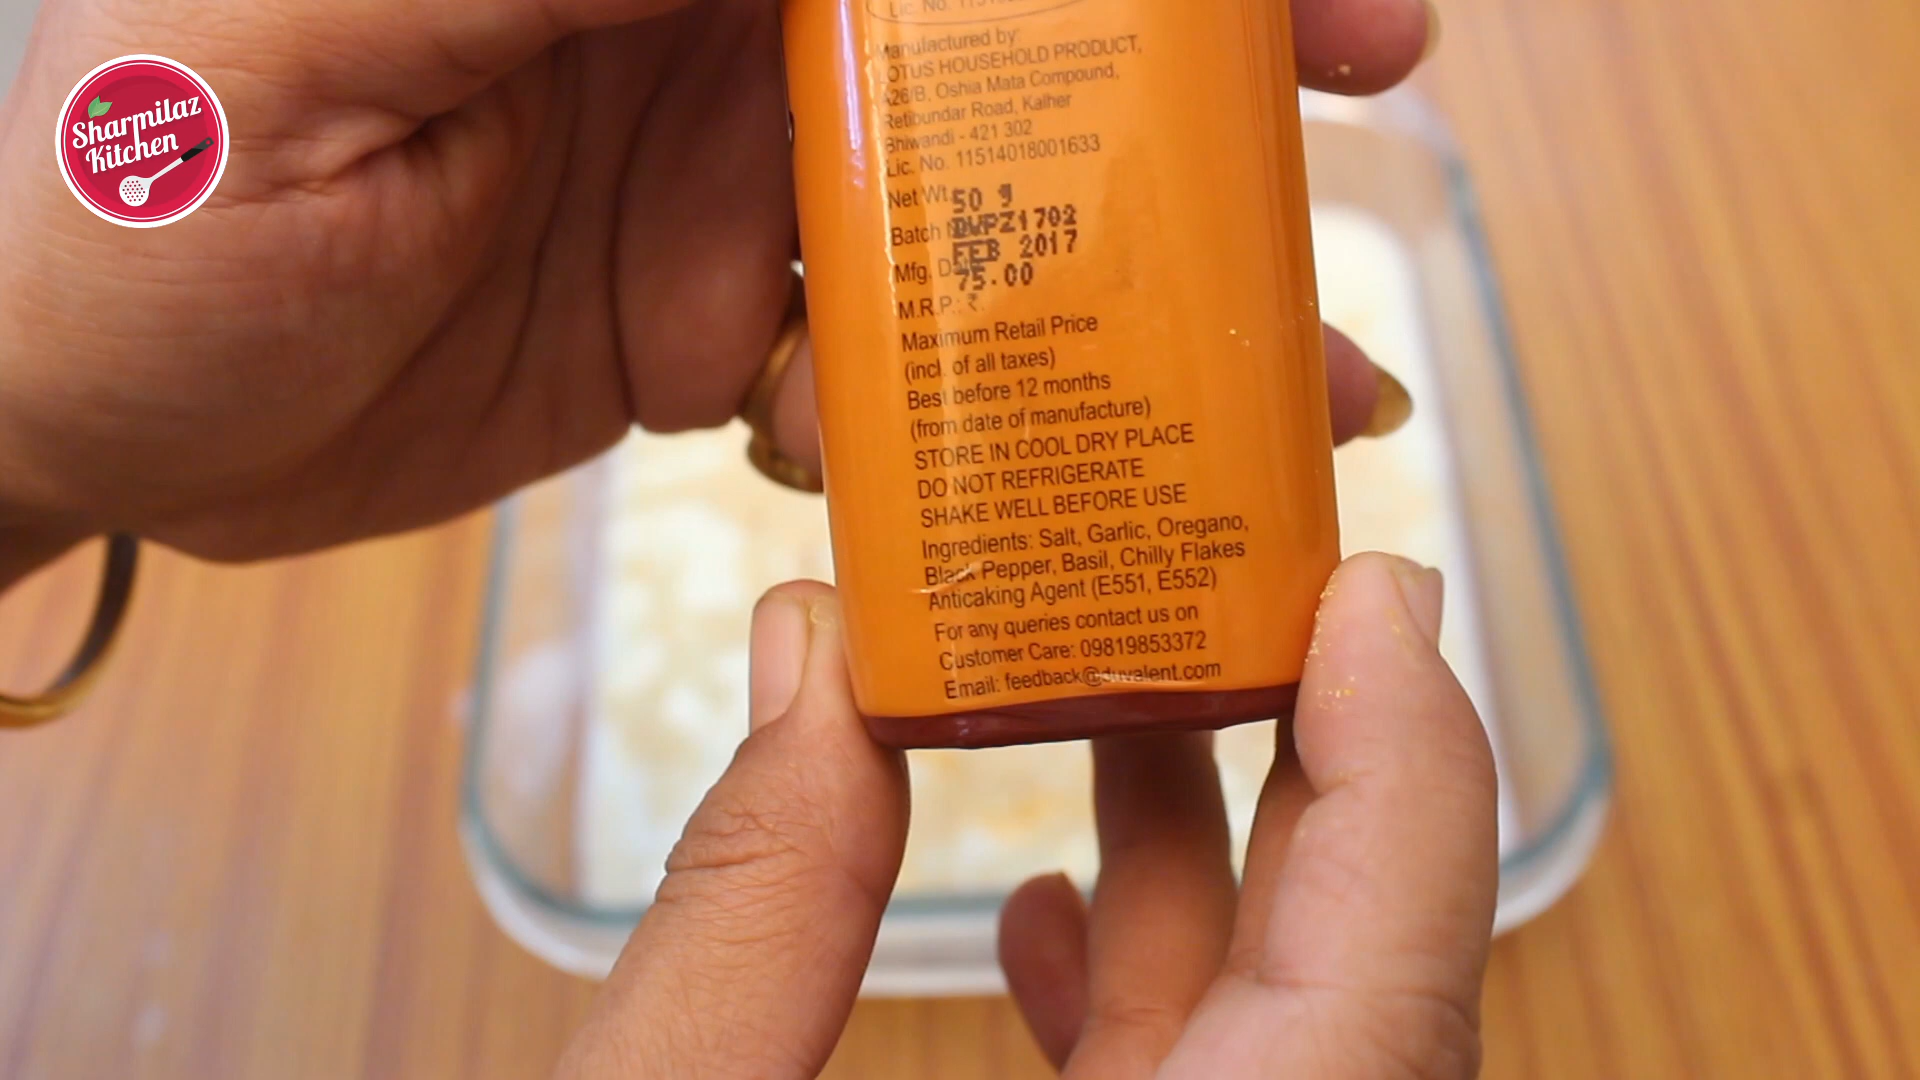 Sharmilaz
Kitchen
Lic. No.
Manufactured by:
LOTUS HOUSEHOLD PRODUCT,
A26/B, Oshia Mata Compound,
Retibundar Road, Kalher
Bhiwandi - 421 302
Lic. No. 11514018001633
Net Wt. 50 g
Batch DVPZ1702
Mfg. FEB 2017
75.00
M.R.P.: ₹.
Maximum Retail Price
(incl. of all taxes)
Best before 12 months
(from date of manufacture)
STORE IN COOL DRY PLACE
DO NOT REFRIGERATE
SHAKE WELL BEFORE USE
Ingredients: Salt, Garlic, Oregano,
Black Pepper, Basil, Chilly Flakes
Anticaking Agent (E551, E552)
For any queries contact us on
Customer Care: 09819853372
Email: feedback@duvalent.com